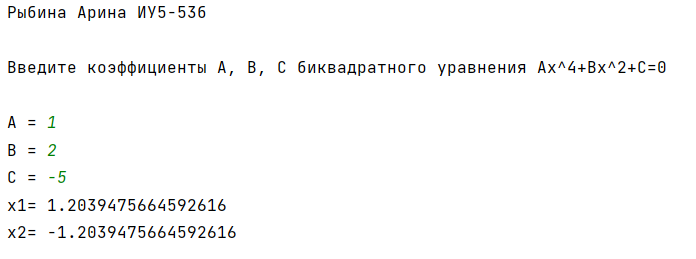 Рыбина Арина ИУ5-53б
Введите коэффициенты A, B, C биквадратного уравнения Ax^4+Bx^2+C=0
A = 1
B = 2
C = -5
x1= 1.2039475664592616
x2= -1.2039475664592616